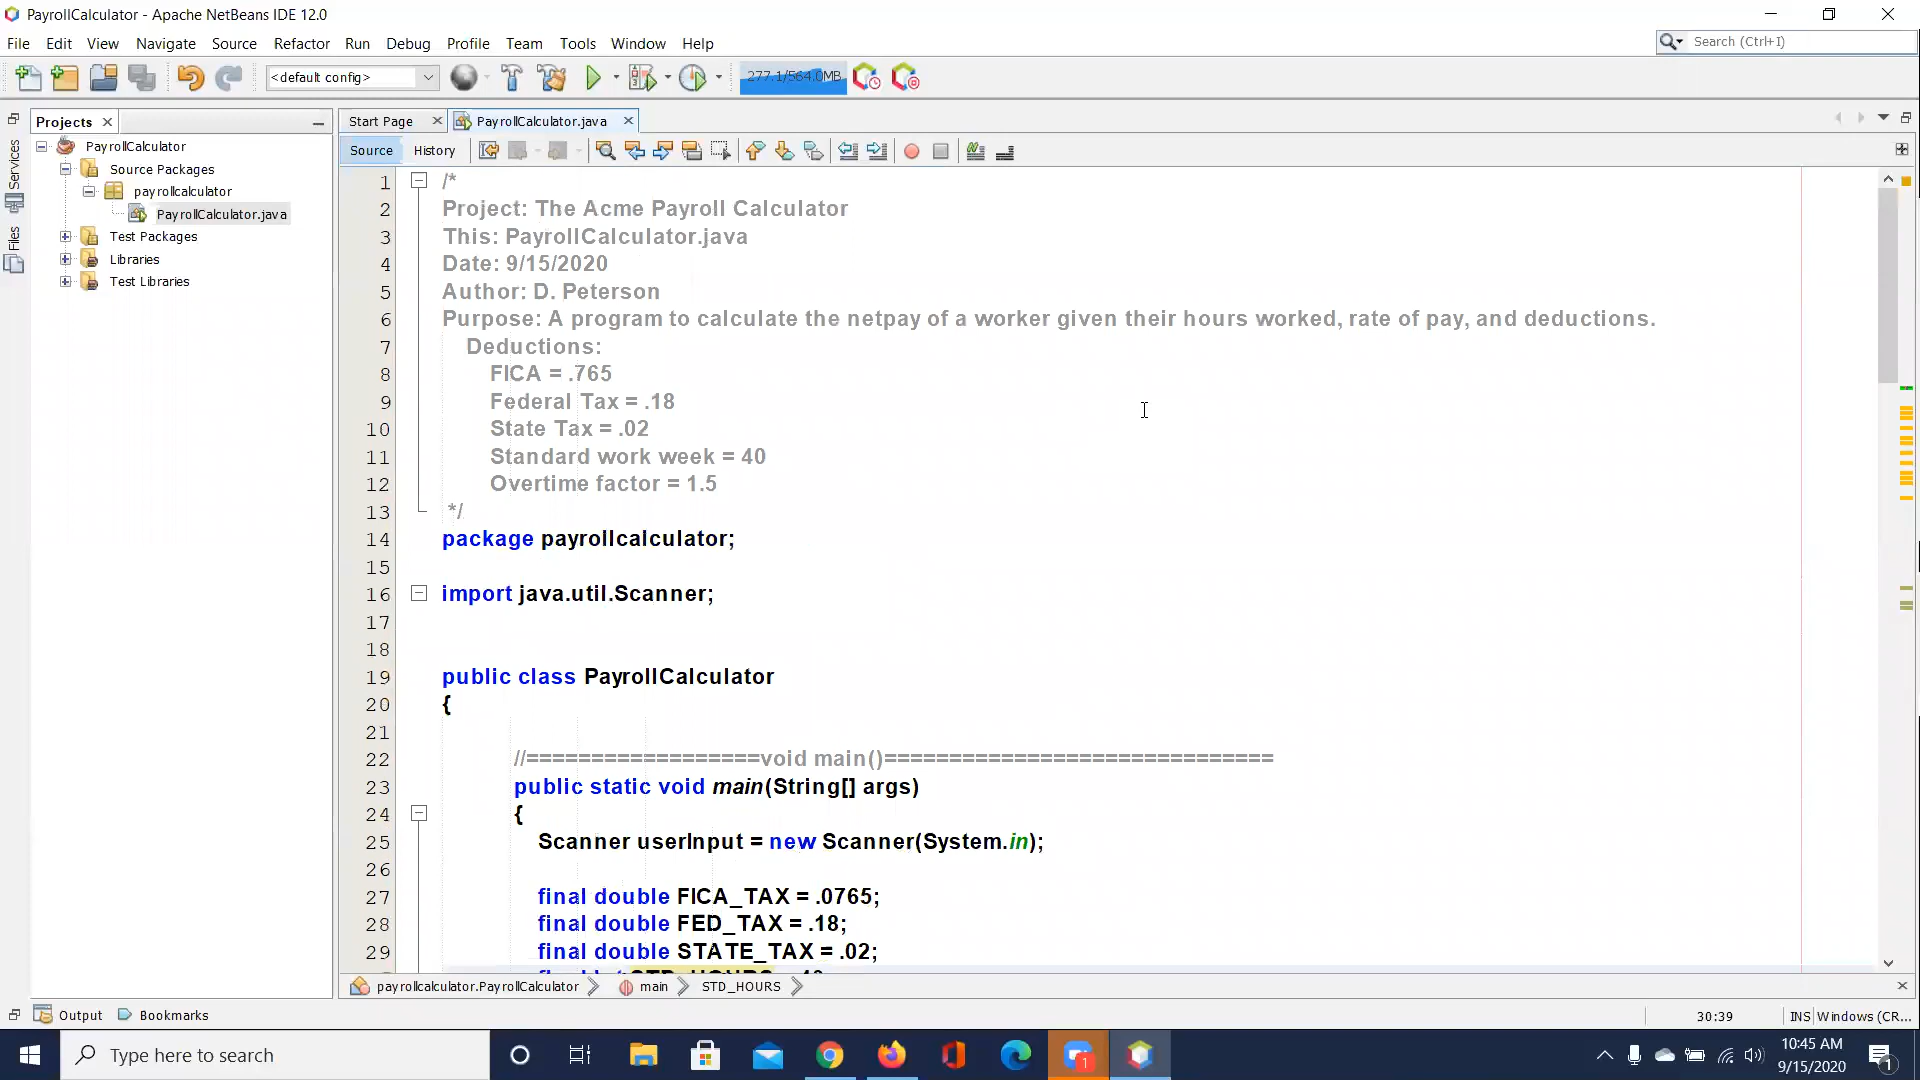 PayrollCalculator - Apache NetBeans IDE 12.0
File Edit View Navigate Source Refactor Run Debug Profile Team Tools Window Help
Search (Ctrl+I)
<default config>
277.1/564.0MB
Projects
Start Page
PayrollCalculator.java
Services
Files
PayrollCalculator
Source Packages
payrollcalculator
PayrollCalculator.java
Test Packages
Libraries
Test Libraries
Source History
1 /*
2 Project: The Acme Payroll Calculator
3 This: PayrollCalculator.java
4 Date: 9/15/2020
5 Author: D. Peterson
6 Purpose: A program to calculate the netpay of a worker given their hours worked, rate of pay, and deductions.
7 Deductions:
8 FICA = .765
9 Federal Tax = .18
10 State Tax = .02
11 Standard work week = 40
12 Overtime factor = 1.5
13 */
14 package payrollcalculator;
15
16 import java.util.Scanner;
17
18
19 public class PayrollCalculator
20 {
21
22 //==================void main()==============================
23 public static void main(String[] args)
24 {
25 Scanner userInput = new Scanner(System.in);
26
27 final double FICA_TAX = .0765;
28 final double FED_TAX = .18;
29 final double STATE_TAX = .02;
payrollcalculator.PayrollCalculator main STD_HOURS
Output Bookmarks
30:39 INS Windows (CR...
Type here to search
1
10:45 AM
9/15/2020
1